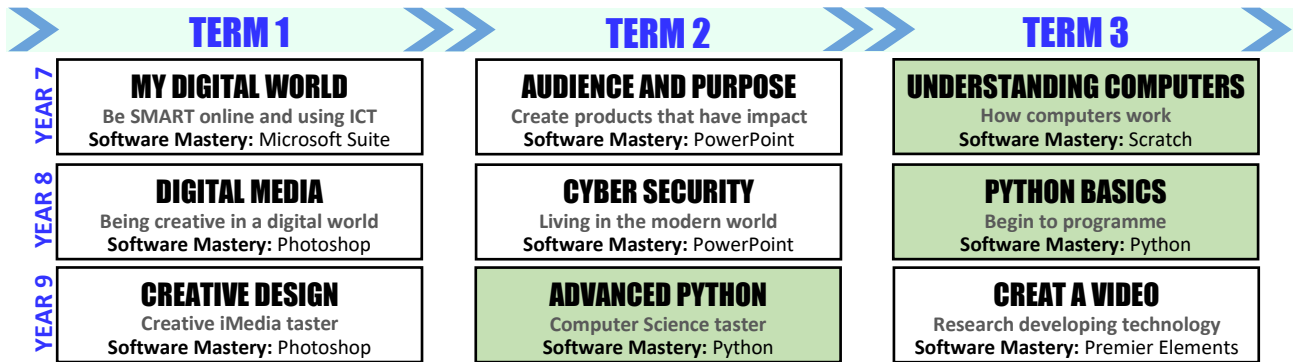 TERM 1
TERM 2
TERM 3
YEAR 7
MY DIGITAL WORLD
Be SMART online and using ICT
Software Mastery: Microsoft Suite
AUDIENCE AND PURPOSE
Create products that have impact
Software Mastery: PowerPoint
UNDERSTANDING COMPUTERS
How computers work
Software Mastery: Scratch
YEAR 8
DIGITAL MEDIA
Being creative in a digital world
Software Mastery: Photoshop
CYBER SECURITY
Living in the modern world
Software Mastery: PowerPoint
PYTHON BASICS
Begin to programme
Software Mastery: Python
YEAR 9
CREATIVE DESIGN
Creative iMedia taster
Software Mastery: Photoshop
ADVANCED PYTHON
Computer Science taster
Software Mastery: Python
CREAT A VIDEO
Research developing technology
Software Mastery: Premier Elements